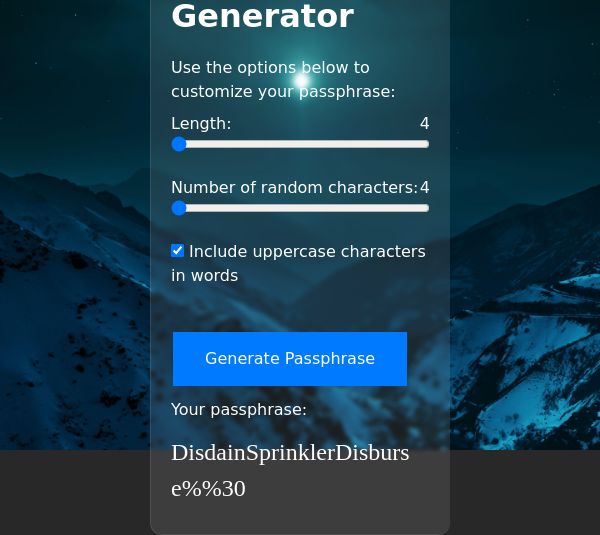 Generator
Use the options below to
customize your passphrase:
Length: 4
Number of random characters: 4
Include uppercase characters
in words
Generate Passphrase
Your passphrase:
DisdainSprinklerDisburs
e%%30